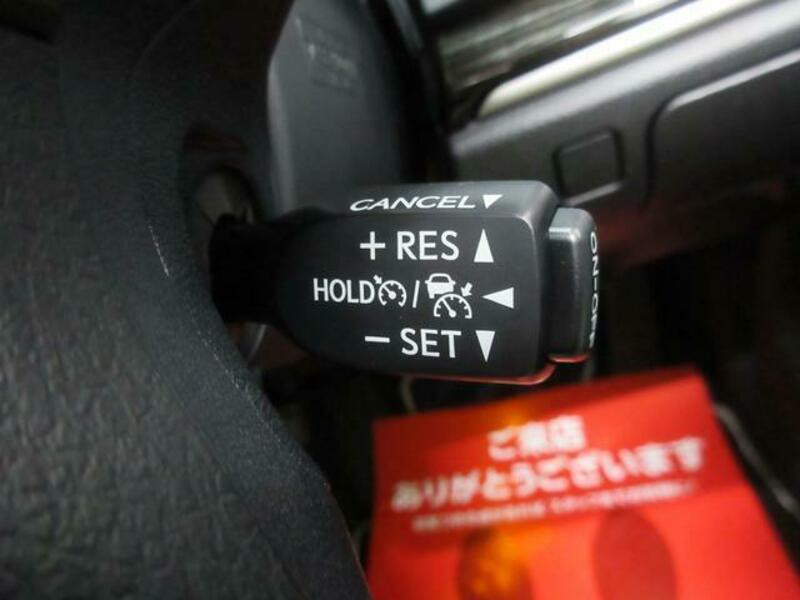 CANCEL▼
+ RES ▲
HOLD / ◀
− SET ▼
ON-OFF
ご来店
ありがとうございます